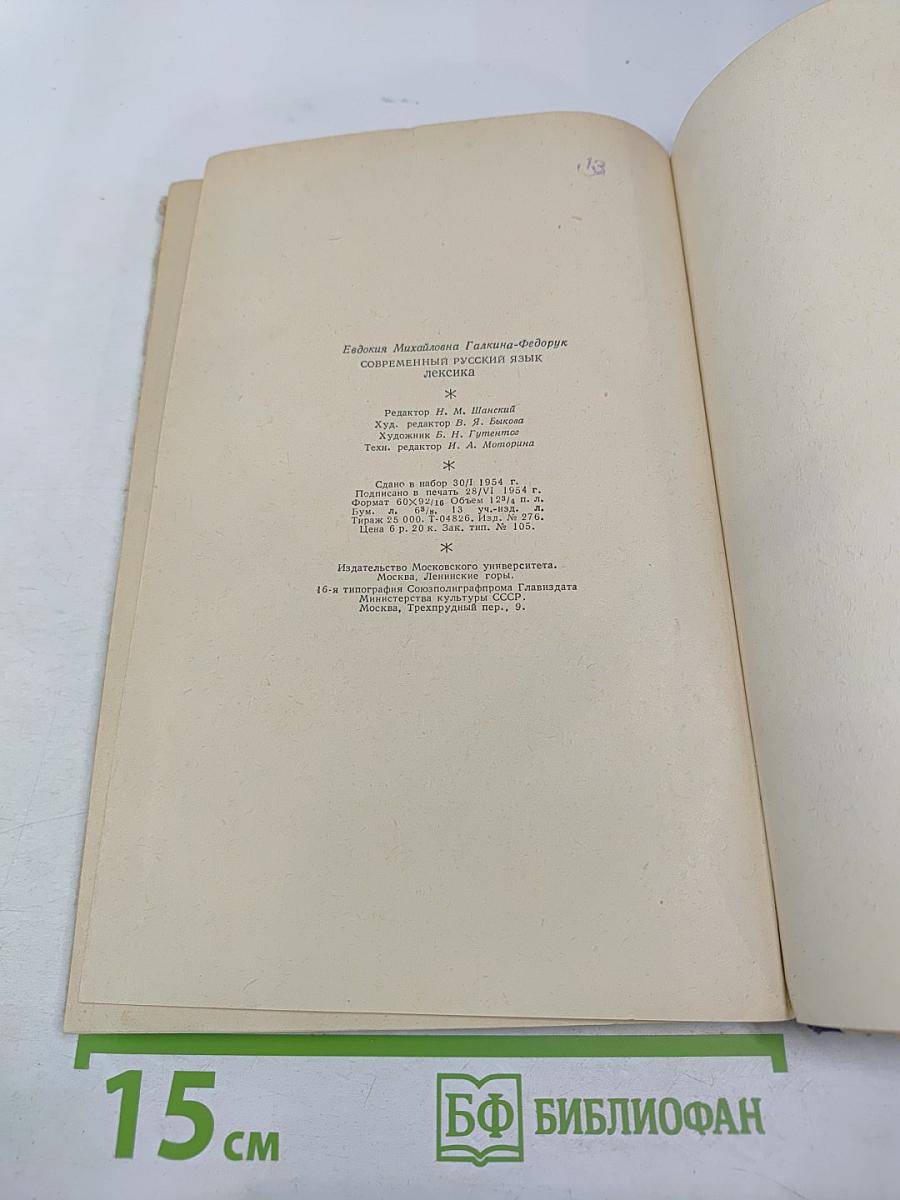 13
Евдокия Михайловна Галкина-Федорук
СОВРЕМЕННЫЙ РУССКИЙ ЯЗЫК
ЛЕКСИКА
*
Редактор Н. М. Шанский
Худ. редактор В. Я. Быкова
Художник Б. Н. Гутентог
Техн. редактор И. А. Моторина
*
Сдано в набор 30/I 1954 г.
Подписано в печать 28/VI 1954 г.
Формат 60×92/16 Объем 12³/₄ п. л.
Бум. л. 6³/₈. 13 уч.-изд. л.
Тираж 25 000. Т-04826. Изд. № 276.
Цена 6 р. 20 к. Зак. тип. № 105.
*
Издательство Московского университета.
Москва, Ленинские горы.
16-я типография Союзполиграфпрома Главиздата
Министерства культуры СССР.
Москва, Трехпрудный пер., 9.
15 см
БФ БИБЛИОФАН